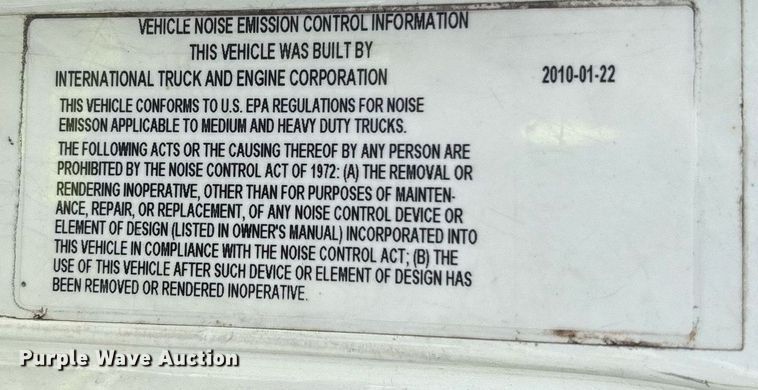 VEHICLE NOISE EMISSION CONTROL INFORMATION
THIS VEHICLE WAS BUILT BY
INTERNATIONAL TRUCK AND ENGINE CORPORATION 2010-01-22
THIS VEHICLE CONFORMS TO U.S. EPA REGULATIONS FOR NOISE
EMISSON APPLICABLE TO MEDIUM AND HEAVY DUTY TRUCKS.
THE FOLLOWING ACTS OR THE CAUSING THEREOF BY ANY PERSON ARE
PROHIBITED BY THE NOISE CONTROL ACT OF 1972: (A) THE REMOVAL OR
RENDERING INOPERATIVE, OTHER THAN FOR PURPOSES OF MAINTEN-
ANCE, REPAIR, OR REPLACEMENT, OF ANY NOISE CONTROL DEVICE OR
ELEMENT OF DESIGN (LISTED IN OWNER'S MANUAL) INCORPORATED INTO
THIS VEHICLE IN COMPLIANCE WITH THE NOISE CONTROL ACT; (B) THE
USE OF THIS VEHICLE AFTER SUCH DEVICE OR ELEMENT OF DESIGN HAS
BEEN REMOVED OR RENDERED INOPERATIVE.
Purple Wave Auction